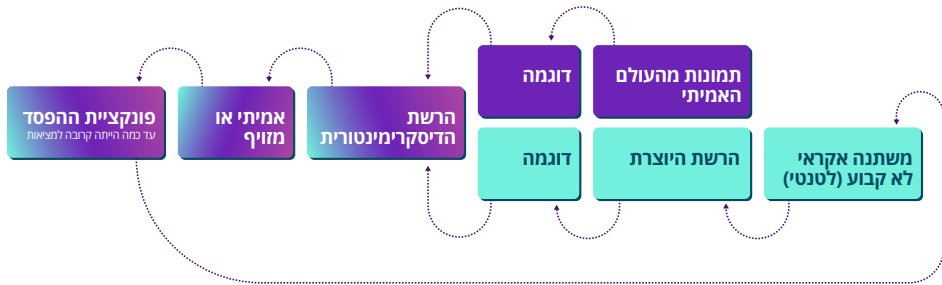 תמונות מהעולם
האמיתי
דוגמה
הרשת
הדיסקרימינטורית
אמיתי או
מזויף
פונקציית ההפסד
עד כמה הייתה קרובה למציאות
משתנה אקראי
לא קבוע (לטנטי)
הרשת היוצרת
דוגמה